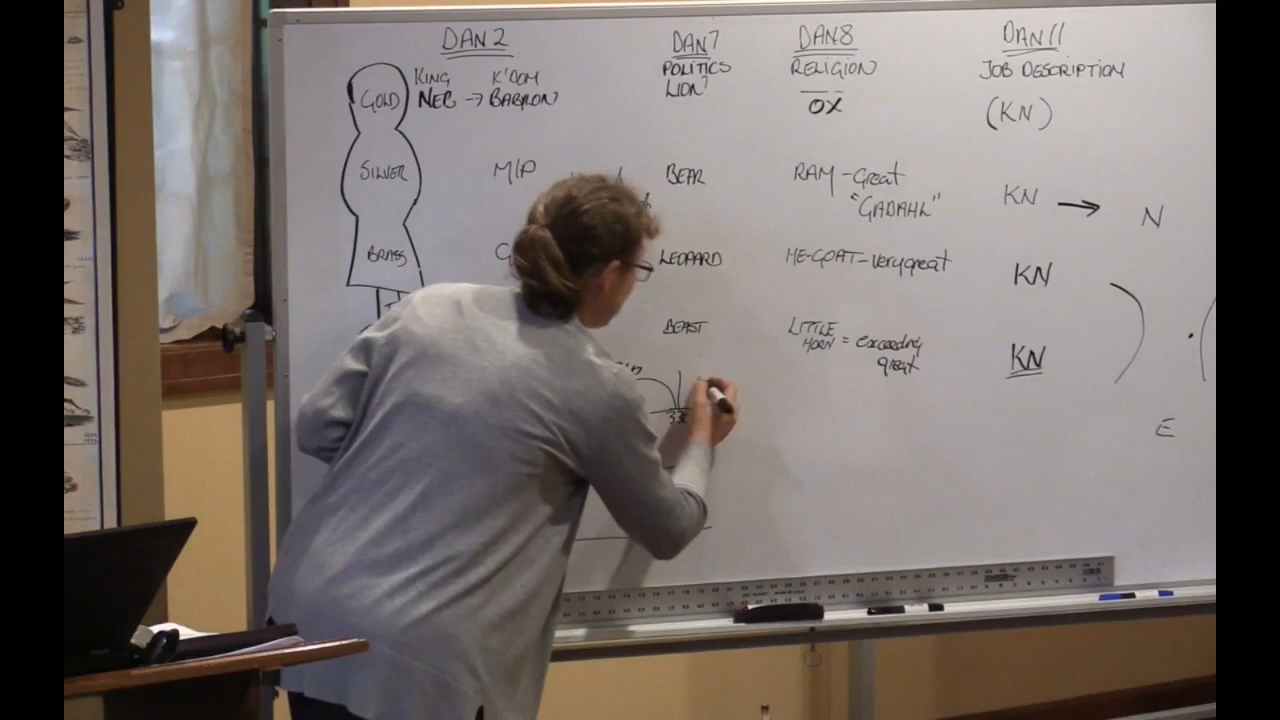 DAN 2
DAN 7
DAN 8
DAN 11
KING K'DOM
POLITICS
RELIGION
JOB DESCRIPTION
GOLD
NEB → BABYLON
LION
OX
(KN)
SILVER
M/P
BEAR
RAM - Great
"GADAHL"
KN →
N
BRASS
G
LEOPARD
HE-GOAT - very great
KN
BEAST
LITTLE
HORN = exceeding
great
KN
E